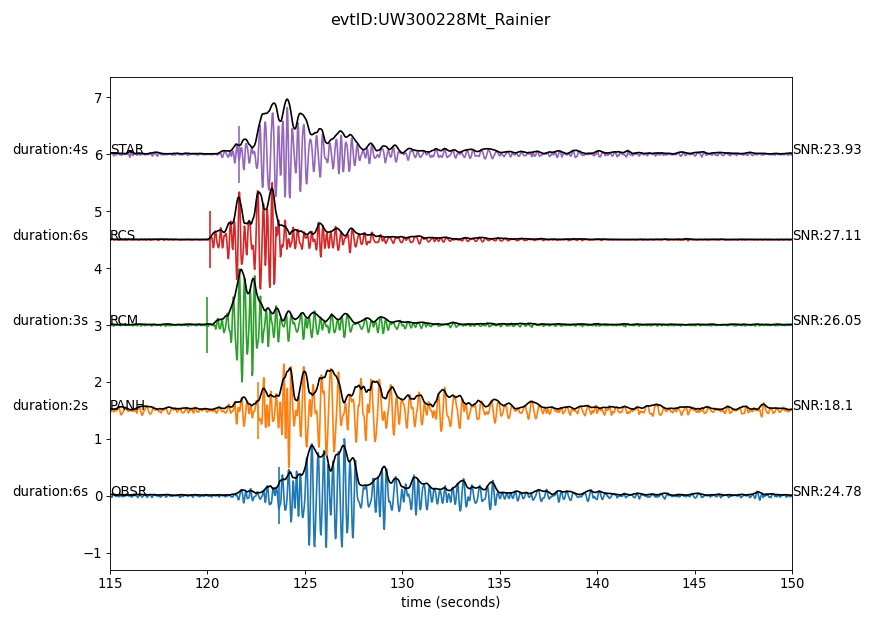 evtID:UW300228Mt_Rainier
7
duration:4s STAR SNR:23.93
6
5
duration:6s RCS SNR:27.11
4
duration:3s RCM SNR:26.05
3
2
duration:2s PANH SNR:18.1
1
duration:6s OBSR SNR:24.78
0
−1
115 120 125 130 135 140 145 150
time (seconds)